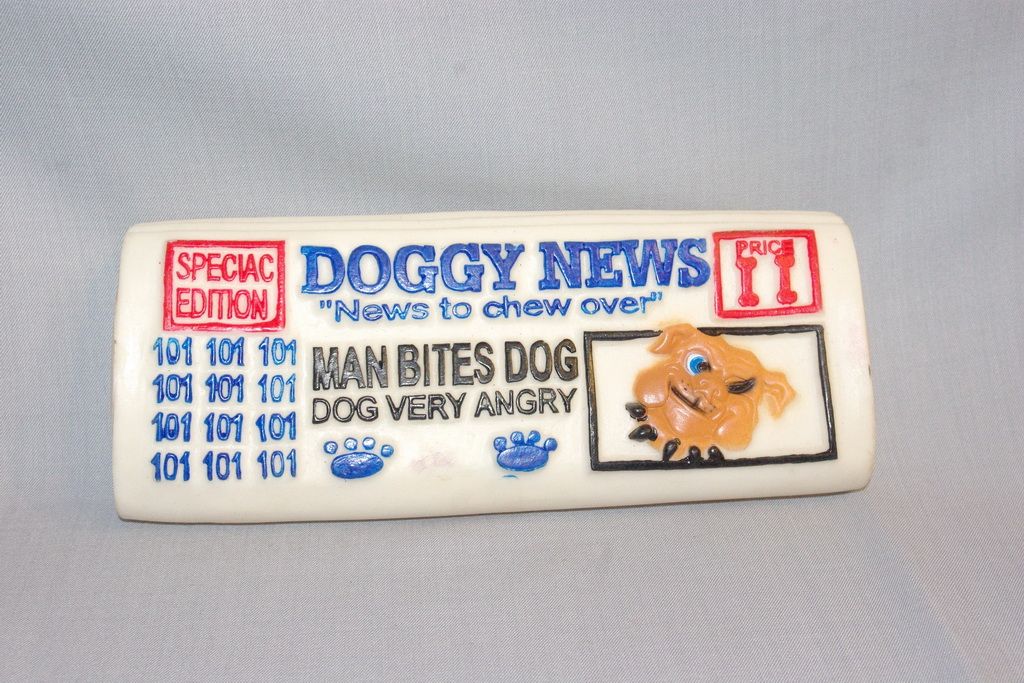 SPECIAC
EDITION
DOGGY NEWS
"News to chew over"
PRICE
101 101 101
101 101 101
101 101 101
101 101 101
MAN BITES DOG
DOG VERY ANGRY